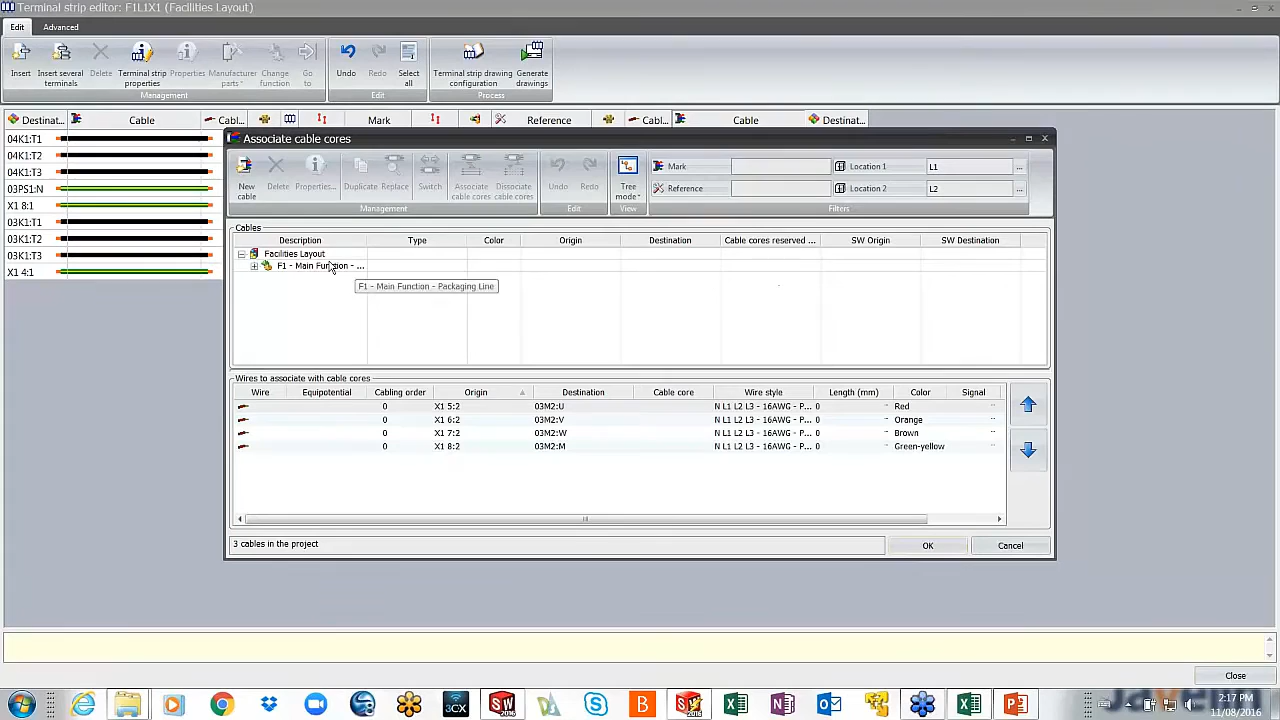 Terminal strip editor: F1L1X1 (Facilities Layout)
Edit Advanced
Insert Insert several terminals Delete Terminal strip properties Properties Manufacturer parts Change function Go to Undo Redo Select all Terminal strip drawing configuration Generate drawings
Management Edit Process
Destinat... Cable Cabl... Mark Reference Cabl... Cable Destinat...
04K1:T1
04K1:T2
04K1:T3
03PS1:N
X1 8:1
03K1:T1
03K1:T2
03K1:T3
X1 4:1
Associate cable cores
New cable Delete Properties... Duplicate Replace Switch Associate cable cores Dissociate cable cores Undo Redo Tree mode
Mark Location 1 L1 ...
Reference Location 2 L2 ...
Management Edit View Filters
Cables
Description Type Color Origin Destination Cable cores reserved ... SW Origin SW Destination
Facilities Layout
F1 - Main Function - ...
F1 - Main Function - Packaging Line
Wires to associate with cable cores
Wire Equipotential Cabling order Origin Destination Cable core Wire style Length (mm) Color Signal
0 X1 5:2 03M2:U N L1 L2 L3 - 16AWG - P... 0 Red
0 X1 6:2 03M2:V N L1 L2 L3 - 16AWG - P... 0 Orange
0 X1 7:2 03M2:W N L1 L2 L3 - 16AWG - P... 0 Brown
0 X1 8:2 03M2:M N L1 L2 L3 - 16AWG - P... 0 Green-yellow
3 cables in the project
OK Cancel
Close
3CX
SW
2016
B
2016
2:17 PM
11/08/2016